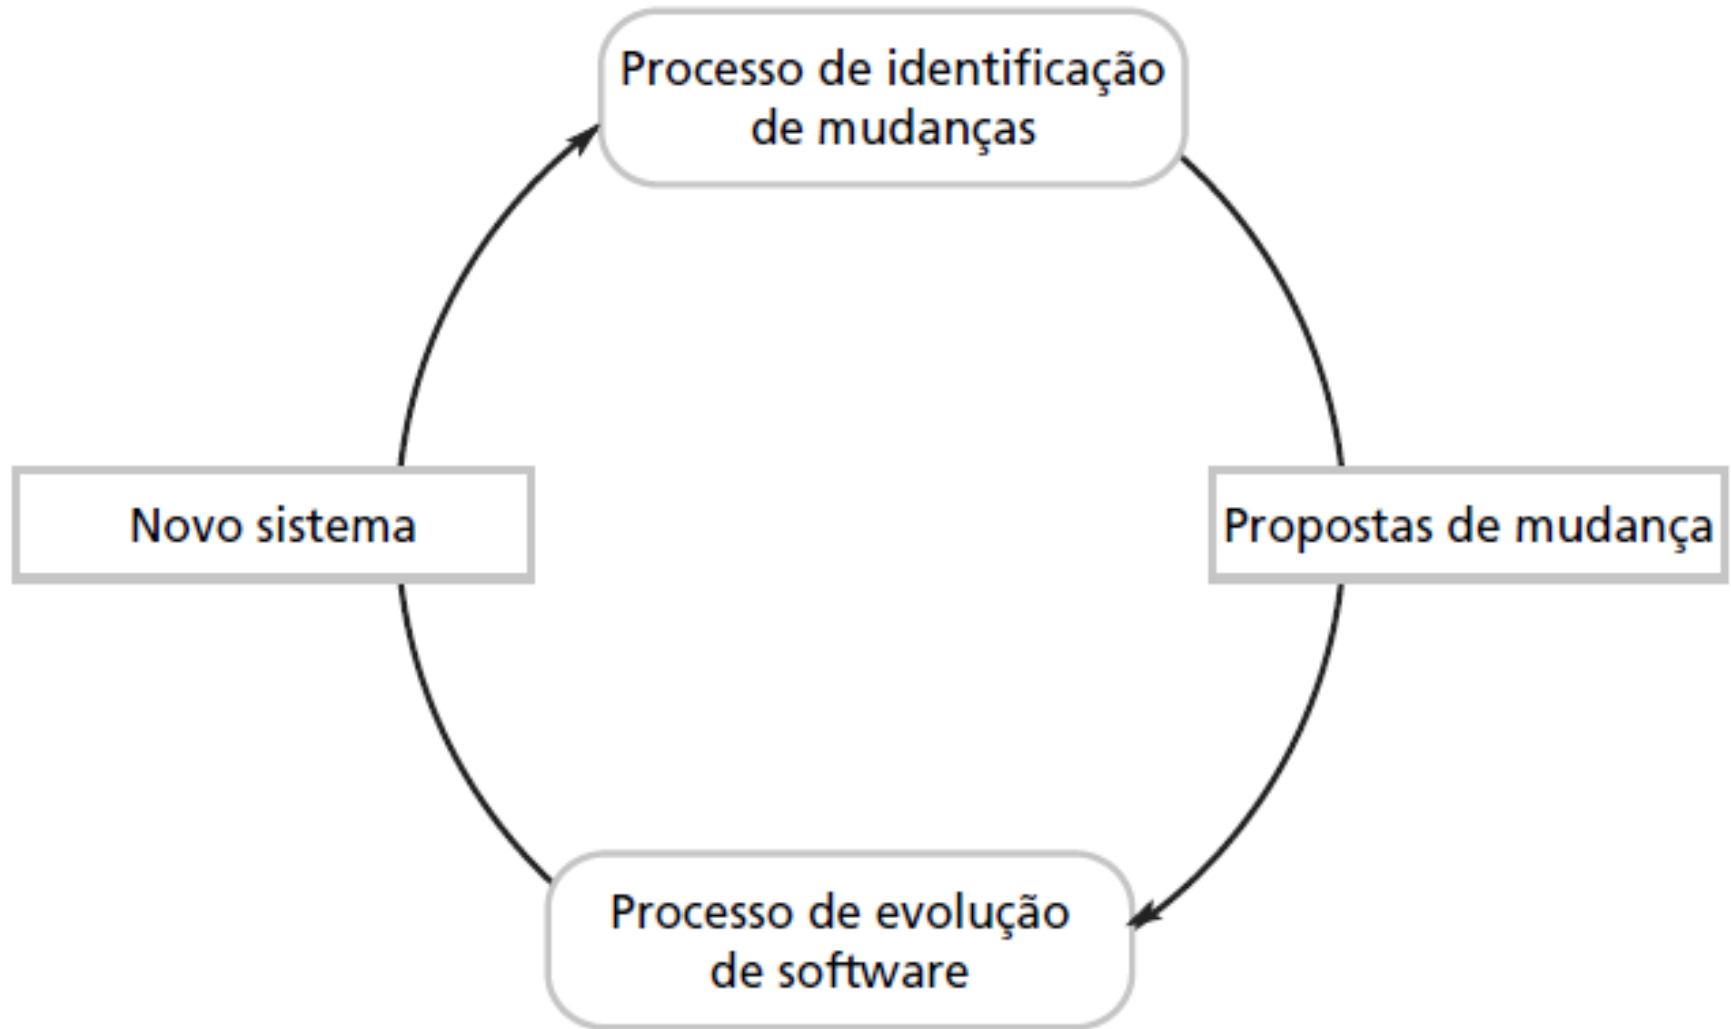 Processo de identificação
de mudanças
Novo sistema
Propostas de mudança
Processo de evolução
de software